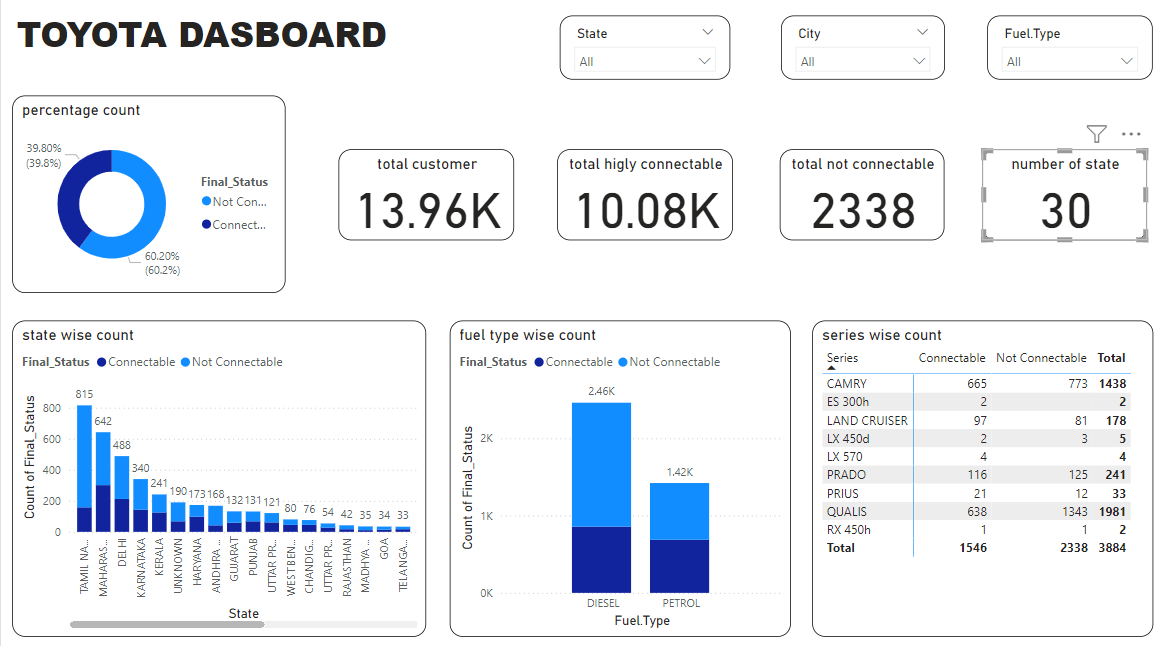 TOYOTA DASBOARD
State
All
City
All
Fuel.Type
All
percentage count
39.80%
(39.8%)
60.20%
(60.2%)
Final_Status
Not Con...
Connect...
total customer
13.96K
total higly connectable
10.08K
total not connectable
2338
number of state
30
state wise count
Final_Status Connectable Not Connectable
Count of Final_Status
800
600
400
200
0
815
642
488
340
241
190
173
168
132
131
121
80
76
54
42
35
34
33
TAMIL NA...
MAHARAS...
DELHI
KARNATAKA
KERALA
UNKNOWN
HARYANA
ANDHRA ...
GUJARAT
PUNJAB
UTTAR PR...
WEST BEN...
CHANDIG...
UTTAR PR...
RAJASTHAN
MADHYA ...
GOA
TELANGA...
State
fuel type wise count
Final_Status Connectable Not Connectable
Count of Final_Status
2K
1K
0K
2.46K
1.42K
DIESEL
PETROL
Fuel.Type
series wise count
Series Connectable Not Connectable Total
CAMRY 665 773 1438
ES 300h 2 2
LAND CRUISER 97 81 178
LX 450d 2 3 5
LX 570 4 4
PRADO 116 125 241
PRIUS 21 12 33
QUALIS 638 1343 1981
RX 450h 1 1 2
Total 1546 2338 3884